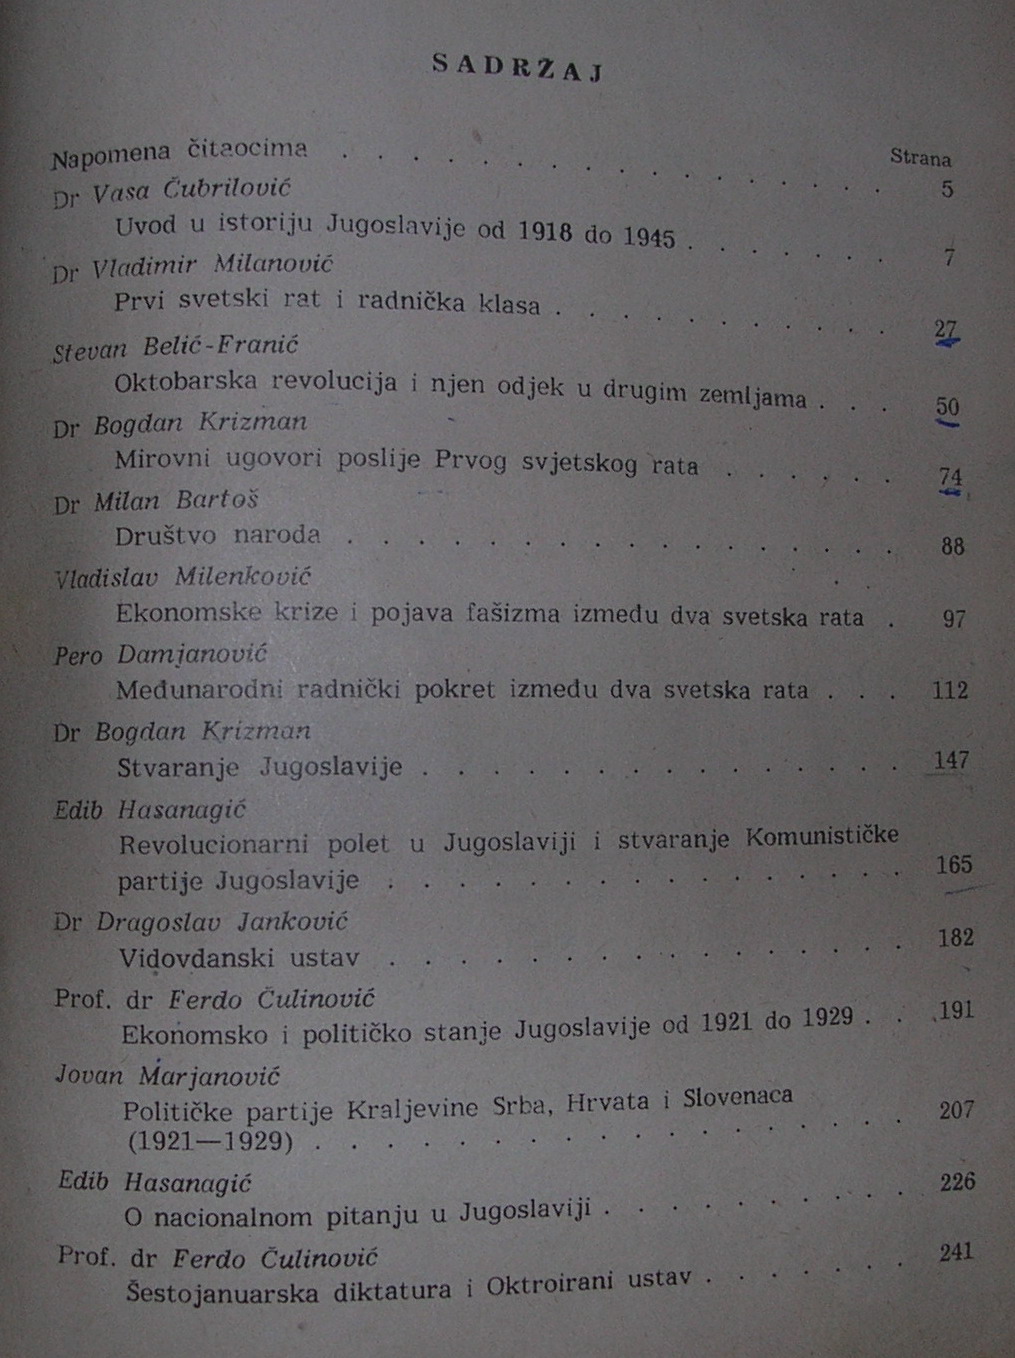 SADRŽAJ
Strana
Napomena čitaocima . . . . . . . . . . . . . . . . 5
Dr Vasa Čubrilović
Uvod u istoriju Jugoslavije od 1918 do 1945 . . . . . . . 7
Dr Vladimir Milanović
Prvi svetski rat i radnička klasa . . . . . . . . . . . 27
Stevan Belić-Franić
Oktobarska revolucija i njen odjek u drugim zemljama . . . 50
Dr Bogdan Krizman
Mirovni ugovori poslije Prvog svjetskog rata . . . . . . 74
Dr Milan Bartoš
Društvo naroda . . . . . . . . . . . . . . . . 88
Vladislav Milenković
Ekonomske krize i pojava fašizma između dva svetska rata . 97
Pero Damjanović
Međunarodni radnički pokret između dva svetska rata . . . 112
Dr Bogdan Krizman
Stvaranje Jugoslavije . . . . . . . . . . . . . . 147
Edib Hasanagić
Revolucionarni polet u Jugoslaviji i stvaranje Komunističke
partije Jugoslavije . . . . . . . . . . . . . . . 165
Dr Dragoslav Janković
Vidovdanski ustav . . . . . . . . . . . . . . . 182
Prof. dr Ferdo Čulinović
Ekonomsko i političko stanje Jugoslavije od 1921 do 1929 . . 191
Jovan Marjanović
Političke partije Kraljevine Srba, Hrvata i Slovenaca
(1921—1929) . . . . . . . . . . . . . . . . . 207
Edib Hasanagić
O nacionalnom pitanju u Jugoslaviji . . . . . . . . . . 226
Prof. dr Ferdo Čulinović
Šestojanuarska diktatura i Oktroirani ustav . . . . . . . 241